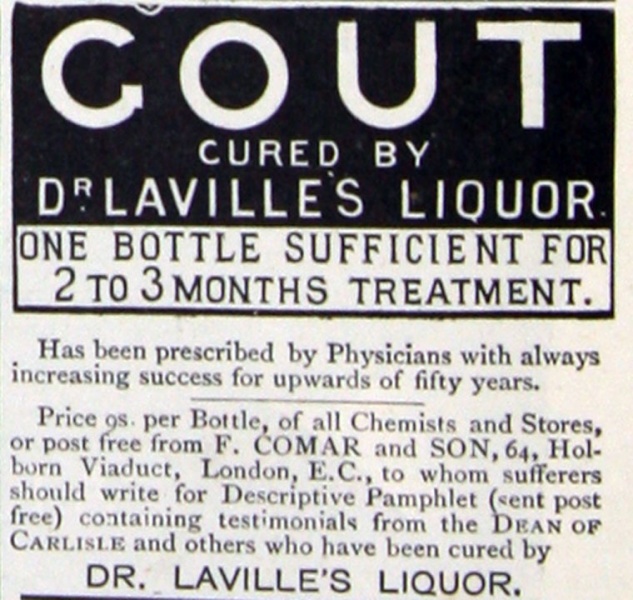 GOUT
CURED BY
DR. LAVILLE'S LIQUOR.
ONE BOTTLE SUFFICIENT FOR
2 TO 3 MONTHS TREATMENT.
Has been prescribed by Physicians with always
increasing success for upwards of fifty years.
Price 9s. per Bottle, of all Chemists and Stores,
or post free from F. COMAR and SON, 64, Hol-
born Viaduct, London, E.C., to whom sufferers
should write for Descriptive Pamphlet (sent post
free) containing testimonials from the DEAN OF
CARLISLE and others who have been cured by
DR. LAVILLE'S LIQUOR.